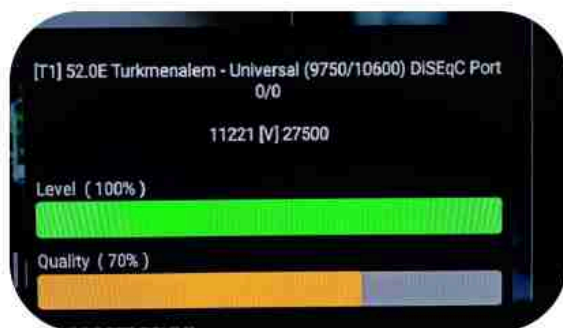 [T1] 52.0E Turkmenalem - Universal (9750/10600) DiSEqC Port
0/0
11221 [V] 27500
Level ( 100% )
Quality ( 70% )